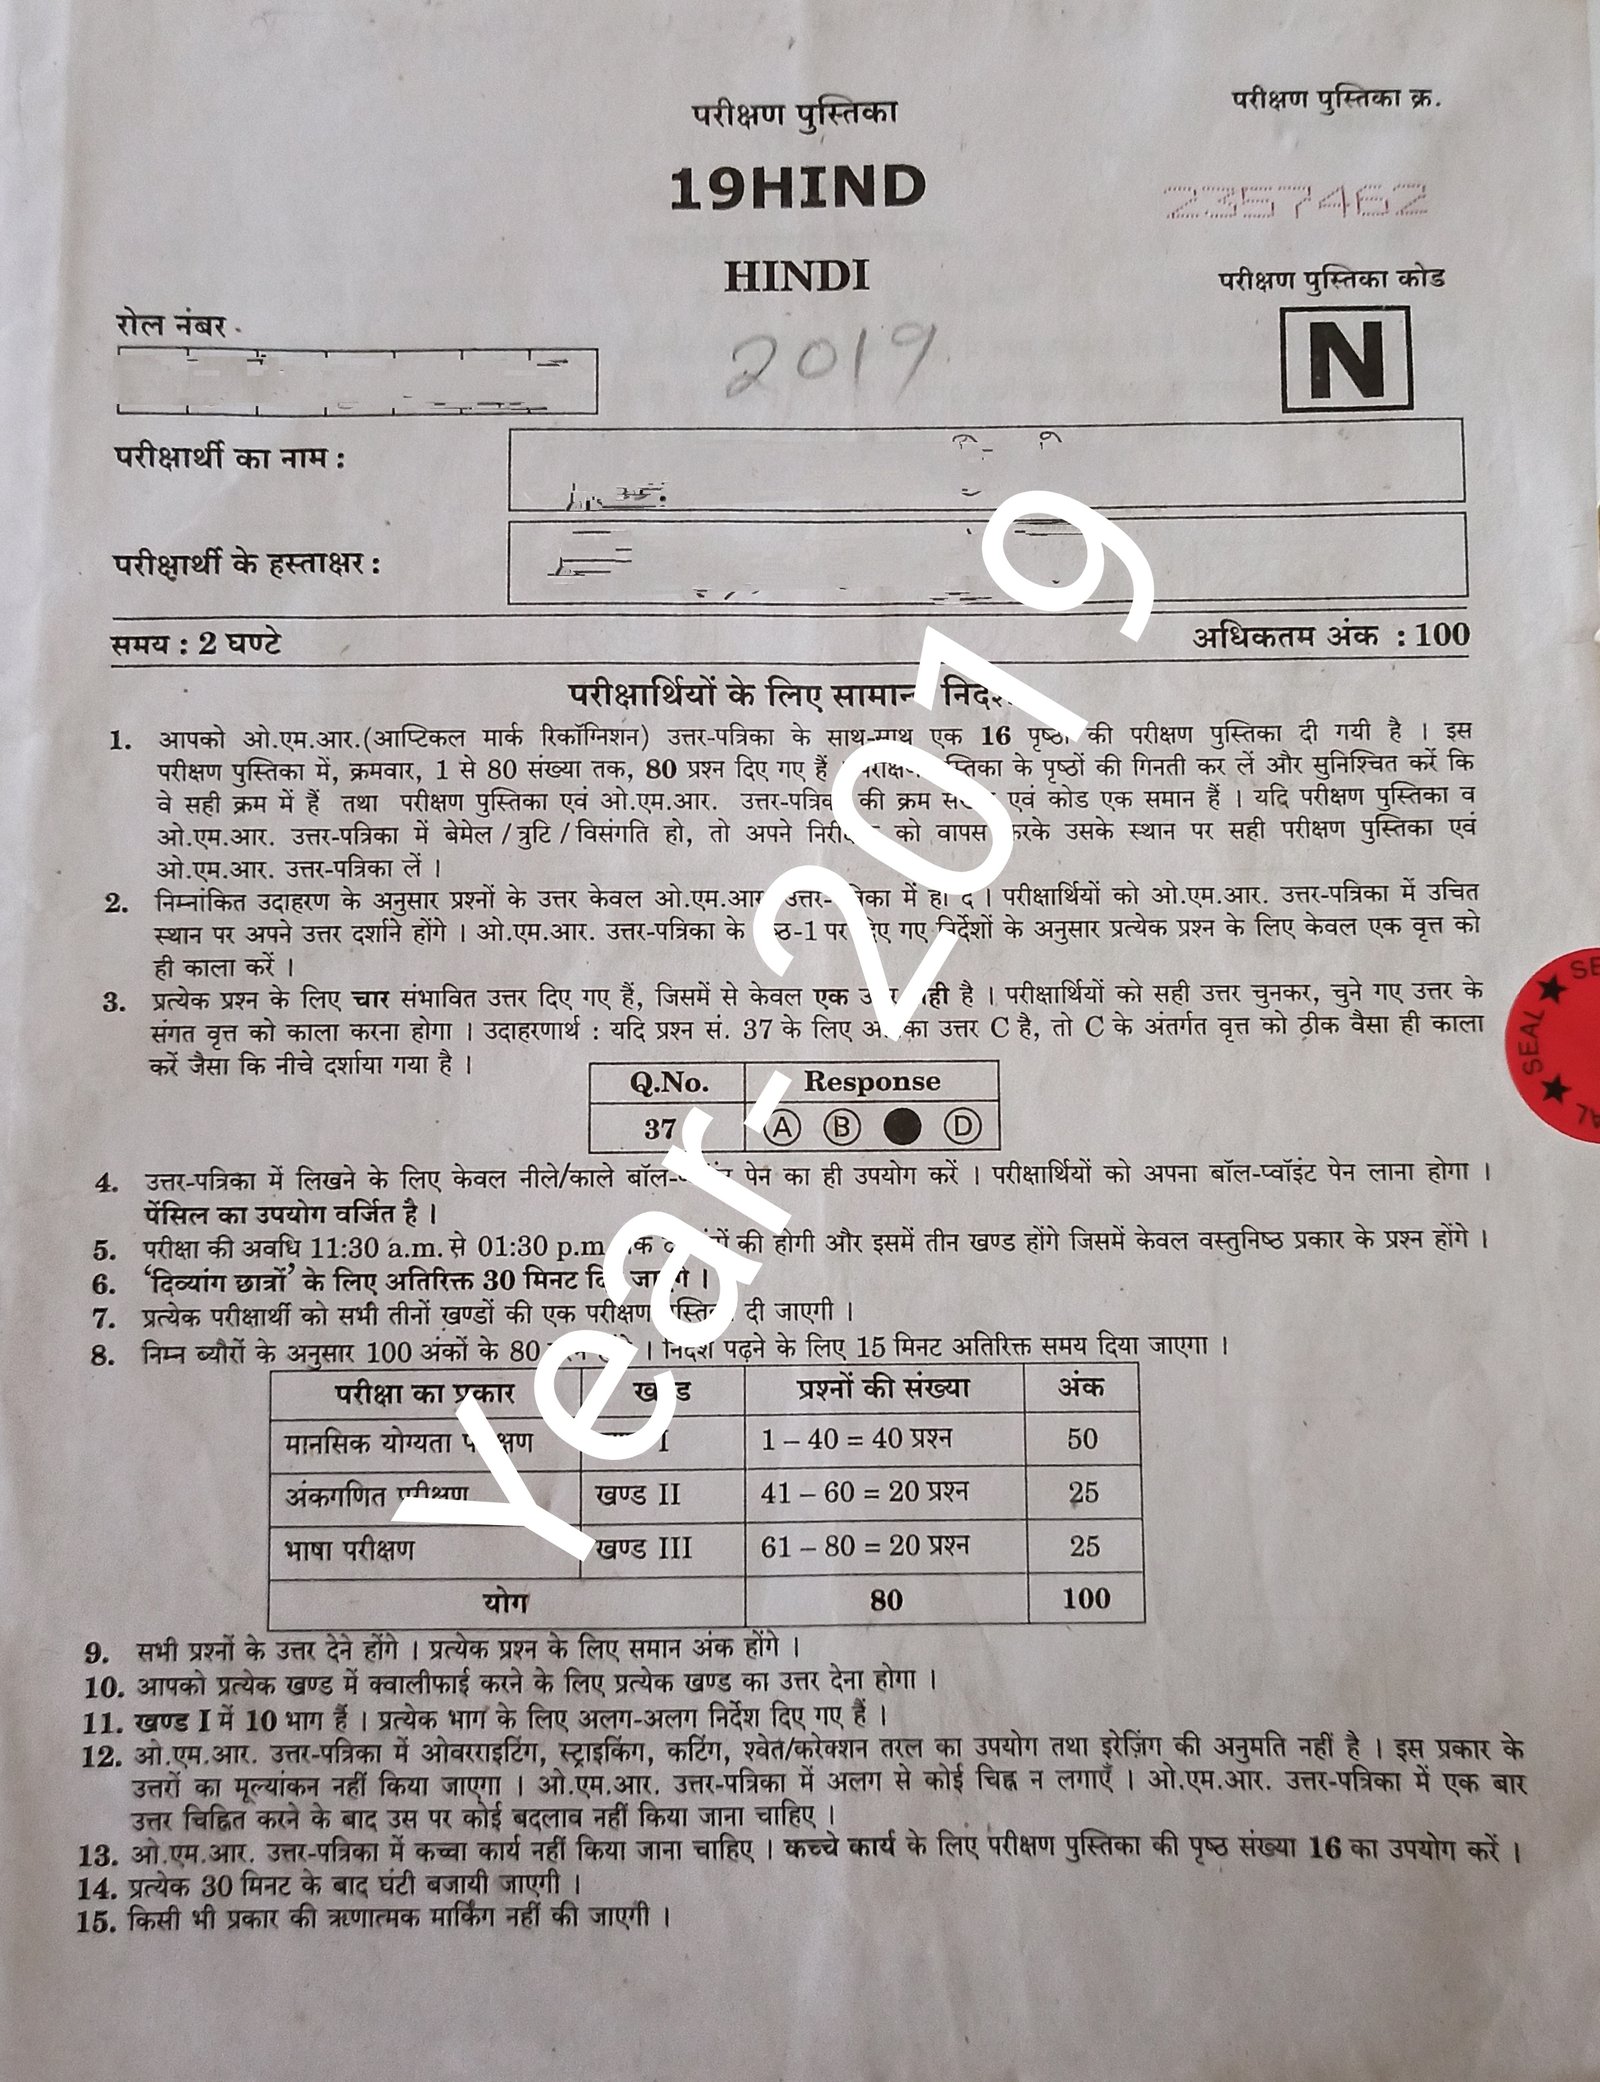 परीक्षण पुस्तिका
परीक्षण पुस्तिका क्र.
19HIND
2357462
HINDI
परीक्षण पुस्तिका कोड
रोल नंबर
2019
N
परीक्षार्थी का नाम :
परीक्षार्थी के हस्ताक्षर :
समय : 2 घण्टे
अधिकतम अंक : 100
परीक्षार्थियों के लिए
1. आपको ओ.एम.आर.(आप्टिकल मार्क रिकॉग्निशन) उत्तर-पत्रिका के साथ-साथ एक 16 की परीक्षण पुस्तिका दी गयी है । इस
परीक्षण पुस्तिका में, क्रमवार, 1 से 80 संख्या तक, 80 प्रश्न दिए गए हैं के पृष्ठों की गिनती कर लें और सुनिश्चित करें कि
वे सही क्रम में हैं तथा परीक्षण पुस्तिका एवं ओ.एम.आर. की क्रम एवं कोड एक समान हैं । यदि परीक्षण पुस्तिका व
ओ.एम.आर. उत्तर-पत्रिका में बेमेल / त्रुटि / विसंगति हो, तो अपने को वापस करके उसके स्थान पर सही परीक्षण पुस्तिका एवं
ओ.एम.आर. उत्तर-पत्रिका लें ।
2. निम्नांकित उदाहरण के अनुसार प्रश्नों के उत्तर केवल ओ.एम.आर. में ही दें । परीक्षार्थियों को ओ.एम.आर. उत्तर-पत्रिका में उचित
स्थान पर अपने उत्तर दर्शाने होंगे । ओ.एम.आर. उत्तर-पत्रिका के पर दिए गए निर्देशों के अनुसार प्रत्येक प्रश्न के लिए केवल एक वृत्त को
ही काला करें ।
3. प्रत्येक प्रश्न के लिए चार संभावित उत्तर दिए गए हैं, जिसमें से केवल एक उत्तर सही है । परीक्षार्थियों को सही उत्तर चुनकर, चुने गए उत्तर के
संगत वृत्त को काला करना होगा । उदाहरणार्थ : यदि प्रश्न सं. 37 के लिए आपका उत्तर C है, तो C के अंतर्गत वृत्त को ठीक वैसा ही काला
करें जैसा कि नीचे दर्शाया गया है ।
Q.No. Response
37 A B D
4. उत्तर-पत्रिका में लिखने के लिए केवल नीले/काले पेन का ही उपयोग करें । परीक्षार्थियों को अपना बॉल-प्वॉइंट पेन लाना होगा ।
पेंसिल का उपयोग वर्जित है ।
5. परीक्षा की अवधि 11:30 a.m. से 01:30 p.m. की होगी और इसमें तीन खण्ड होंगे जिसमें केवल वस्तुनिष्ठ प्रकार के प्रश्न होंगे ।
6. ‘दिव्यांग छात्रों’ के लिए अतिरिक्त 30 मिनट दिए जाएंगे ।
7. प्रत्येक परीक्षार्थी को सभी तीनों खण्डों की एक परीक्षण पुस्तिका दी जाएगी ।
8. निम्न ब्यौरों के अनुसार 100 अंकों के 80 । निर्देश पढ़ने के लिए 15 मिनट अतिरिक्त समय दिया जाएगा ।
परीक्षा का प्रकार खण्ड प्रश्नों की संख्या अंक
मानसिक योग्यता परीक्षण I 1 – 40 = 40 प्रश्न 50
अंकगणित परीक्षण खण्ड II 41 – 60 = 20 प्रश्न 25
भाषा परीक्षण खण्ड III 61 – 80 = 20 प्रश्न 25
योग 80 100
9. सभी प्रश्नों के उत्तर देने होंगे । प्रत्येक प्रश्न के लिए समान अंक होंगे ।
10. आपको प्रत्येक खण्ड में क्वालीफाई करने के लिए प्रत्येक खण्ड का उत्तर देना होगा ।
11. खण्ड I में 10 भाग हैं । प्रत्येक भाग के लिए अलग-अलग निर्देश दिए गए हैं ।
12. ओ.एम.आर. उत्तर-पत्रिका में ओवरराइटिंग, स्ट्राइकिंग, कटिंग, श्वेत/करेक्शन तरल का उपयोग तथा इरेज़िंग की अनुमति नहीं है । इस प्रकार के
उत्तरों का मूल्यांकन नहीं किया जाएगा । ओ.एम.आर. उत्तर-पत्रिका में अलग से कोई चिह्न न लगाएँ । ओ.एम.आर. उत्तर-पत्रिका में एक बार
उत्तर चिह्नित करने के बाद उस पर कोई बदलाव नहीं किया जाना चाहिए ।
13. ओ.एम.आर. उत्तर-पत्रिका में कच्चा कार्य नहीं किया जाना चाहिए । कच्चे कार्य के लिए परीक्षण पुस्तिका की पृष्ठ संख्या 16 का उपयोग करें ।
14. प्रत्येक 30 मिनट के बाद घंटी बजायी जाएगी ।
15. किसी भी प्रकार की ऋणात्मक मार्किंग नहीं की जाएगी ।
Year-2019
SEAL